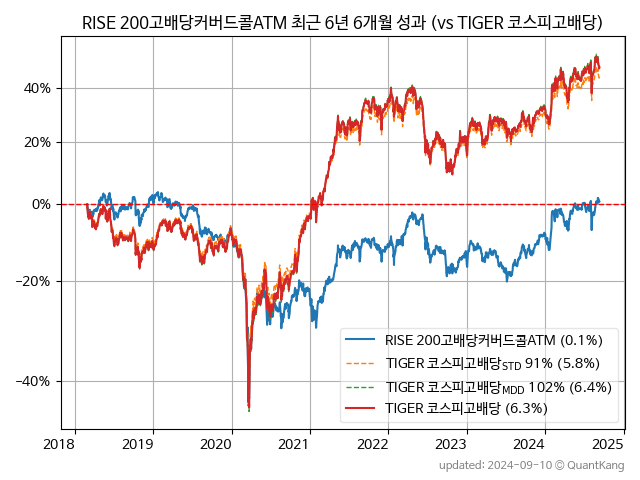 RISE 200고배당커버드콜ATM 최근 6년 6개월 성과 (vs TIGER 코스피고배당)
40%
20%
0%
−20%
−40%
RISE 200고배당커버드콜ATM (0.1%)
TIGER 코스피고배당STD 91% (5.8%)
TIGER 코스피고배당MDD 102% (6.4%)
TIGER 코스피고배당 (6.3%)
2018 2019 2020 2021 2022 2023 2024 2025
updated: 2024-09-10 © QuantKang